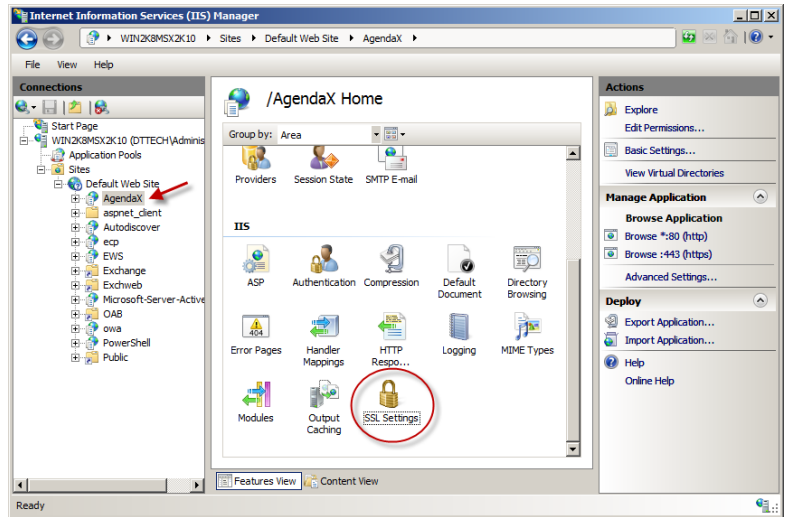 Internet Information Services (IIS) Manager
WIN2K8MSX2K10 Sites Default Web Site AgendaX
File View Help
Connections
Start Page
WIN2K8MSX2K10 (DTTECH\Adminis
Application Pools
Sites
Default Web Site
AgendaX
aspnet_client
Autodiscover
ecp
EWS
Exchange
Exchweb
Microsoft-Server-Active
OAB
owa
PowerShell
Public
/AgendaX Home
Group by: Area
Providers Session State SMTP E-mail
IIS
ASP Authentication Compression Default Document Directory Browsing
404
Error Pages Handler Mappings HTTP Respo... Logging MIME Types
Modules Output Caching SSL Settings
Features View Content View
Actions
Explore
Edit Permissions...
Basic Settings...
View Virtual Directories
Manage Application
Browse Application
Browse *:80 (http)
Browse :443 (https)
Advanced Settings...
Deploy
Export Application...
Import Application...
Help
Online Help
Ready